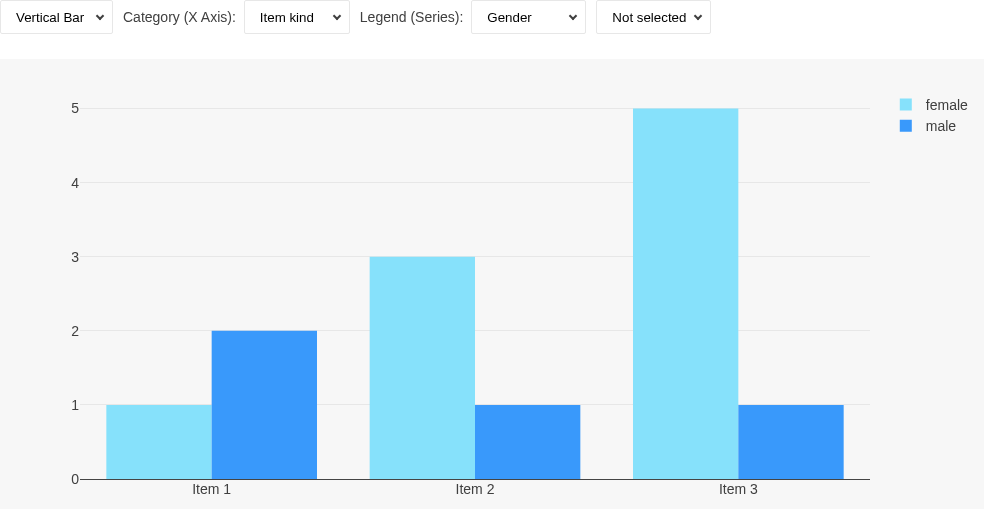 Vertical Bar Category (X Axis): Item kind Legend (Series): Gender Not selected
5
female
male
4
3
2
1
0
Item 1 Item 2 Item 3